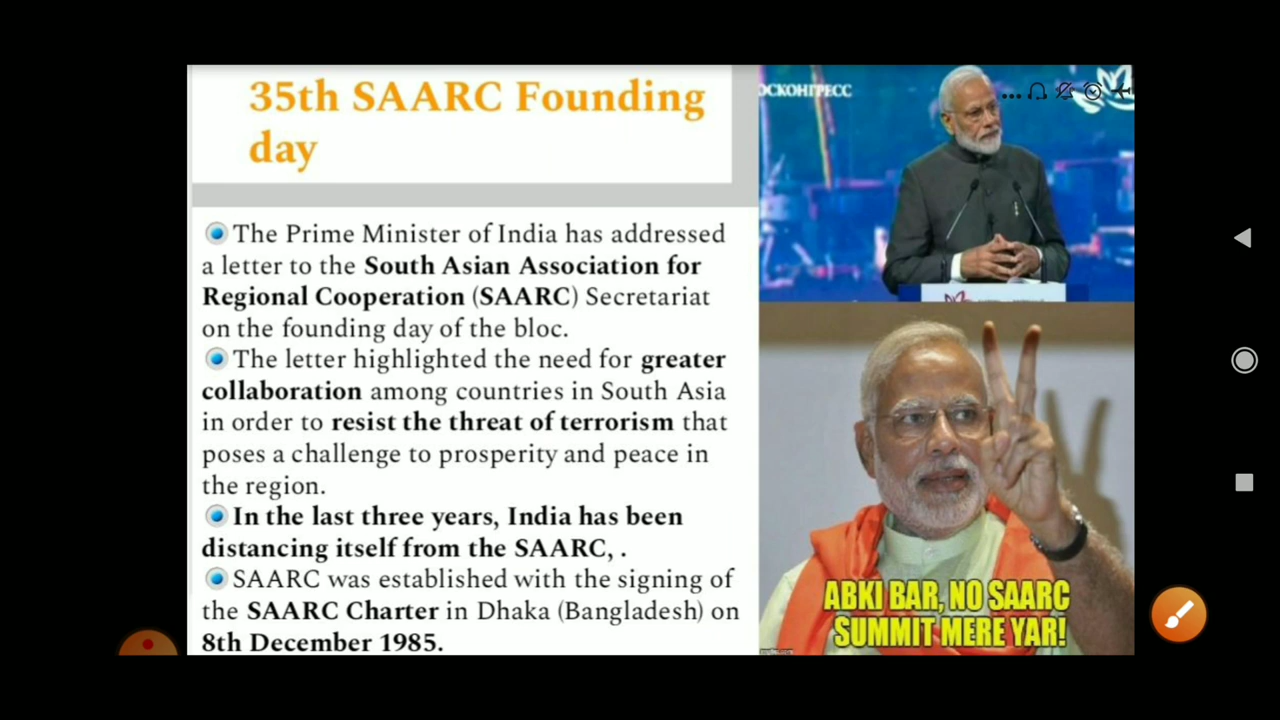 35th SAARC Founding
day
The Prime Minister of India has addressed
a letter to the South Asian Association for
Regional Cooperation (SAARC) Secretariat
on the founding day of the bloc.
The letter highlighted the need for greater
collaboration among countries in South Asia
in order to resist the threat of terrorism that
poses a challenge to prosperity and peace in
the region.
In the last three years, India has been
distancing itself from the SAARC, .
SAARC was established with the signing of
the SAARC Charter in Dhaka (Bangladesh) on
8th December 1985.
ОСКОНГРЕСС
ABKI BAR, NO SAARC
SUMMIT MERE YAR!